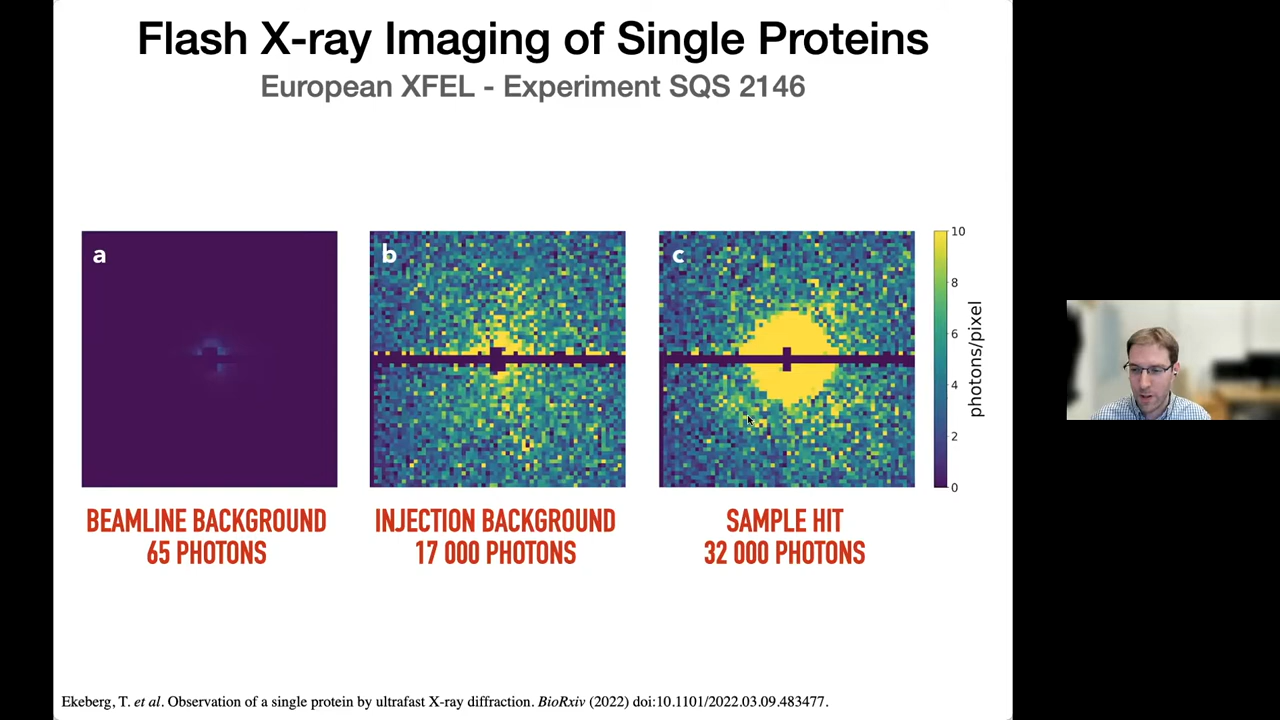 Flash X-ray Imaging of Single Proteins
European XFEL - Experiment SQS 2146
a
b
c
10
8
6
4
2
0
photons/pixel
BEAMLINE BACKGROUND
65 PHOTONS
INJECTION BACKGROUND
17 000 PHOTONS
SAMPLE HIT
32 000 PHOTONS
Ekeberg, T. et al. Observation of a single protein by ultrafast X-ray diffraction. BioRxiv (2022) doi:10.1101/2022.03.09.483477.